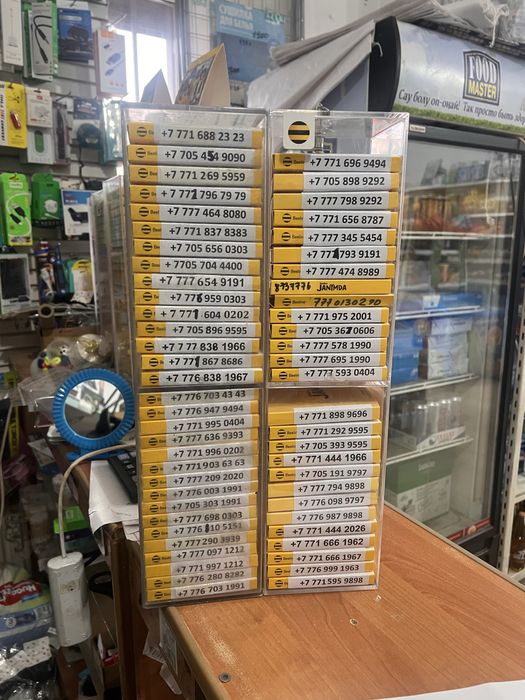 СУШИЛКА
ДЛЯ БЕЛЬЯ
FOOD
MASTER
Сау бол оп-оңай! Так просто быть здо
+7 771 688 23 23
+7 705 454 9090
+7 771 269 5959
+7 771 796 79 79
+7 777 464 8080
+7 771 837 8383
+7 705 656 0303
+7705 704 4400
+7 777 654 9191
+7 776 959 0303
+7 771 604 0202
+7 705 896 9595
+7 777 838 1966
+7 771 867 8686
+7 776 838 1967
+7 776 703 43 43
+7 776 947 9494
+7 771 995 0404
+7 777 636 9393
+7 771 996 0202
+7 771 903 63 63
+7 777 209 2020
+7 776 003 1991
+7 705 303 1991
+7 777 698 0303
+7 776 810 5151
+7 777 290 3939
+7 777 097 1212
+7 771 997 1212
+7 776 280 8282
+7 776 703 1991
+7 771 696 9494
+7 705 898 9292
+7 777 798 9292
+7 771 656 8787
+7 777 345 5454
+7 771 793 9191
+7 777 474 8989
JANIMDA
777 0130290
+7 771 975 2001
+7 705 367 0606
+7 777 578 1990
+7 777 695 1990
+7 777 593 0404
+7 771 898 9696
+7 771 292 9595
+7 705 393 9595
+7 771 444 1966
+7 705 191 9797
+7 777 794 9898
+7 776 098 9797
+7 776 987 9898
+7 771 444 2026
+7 771 666 1962
+7 771 666 1967
+7 776 999 1963
+7 771 595 9898